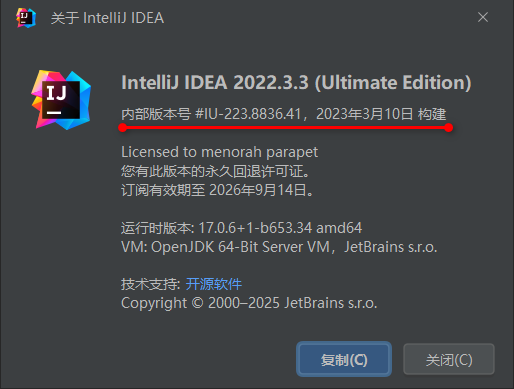 关于 IntelliJ IDEA
IJ
IntelliJ IDEA 2022.3.3 (Ultimate Edition)
内部版本号 #IU-223.8836.41，2023年3月10日 构建
Licensed to menorah parapet
您有此版本的永久回退许可证。
订阅有效期至 2026年9月14日。
运行时版本: 17.0.6+1-b653.34 amd64
VM: OpenJDK 64-Bit Server VM，JetBrains s.r.o.
技术支持: 开源软件
Copyright © 2000–2025 JetBrains s.r.o.
复制(C) 关闭(C)